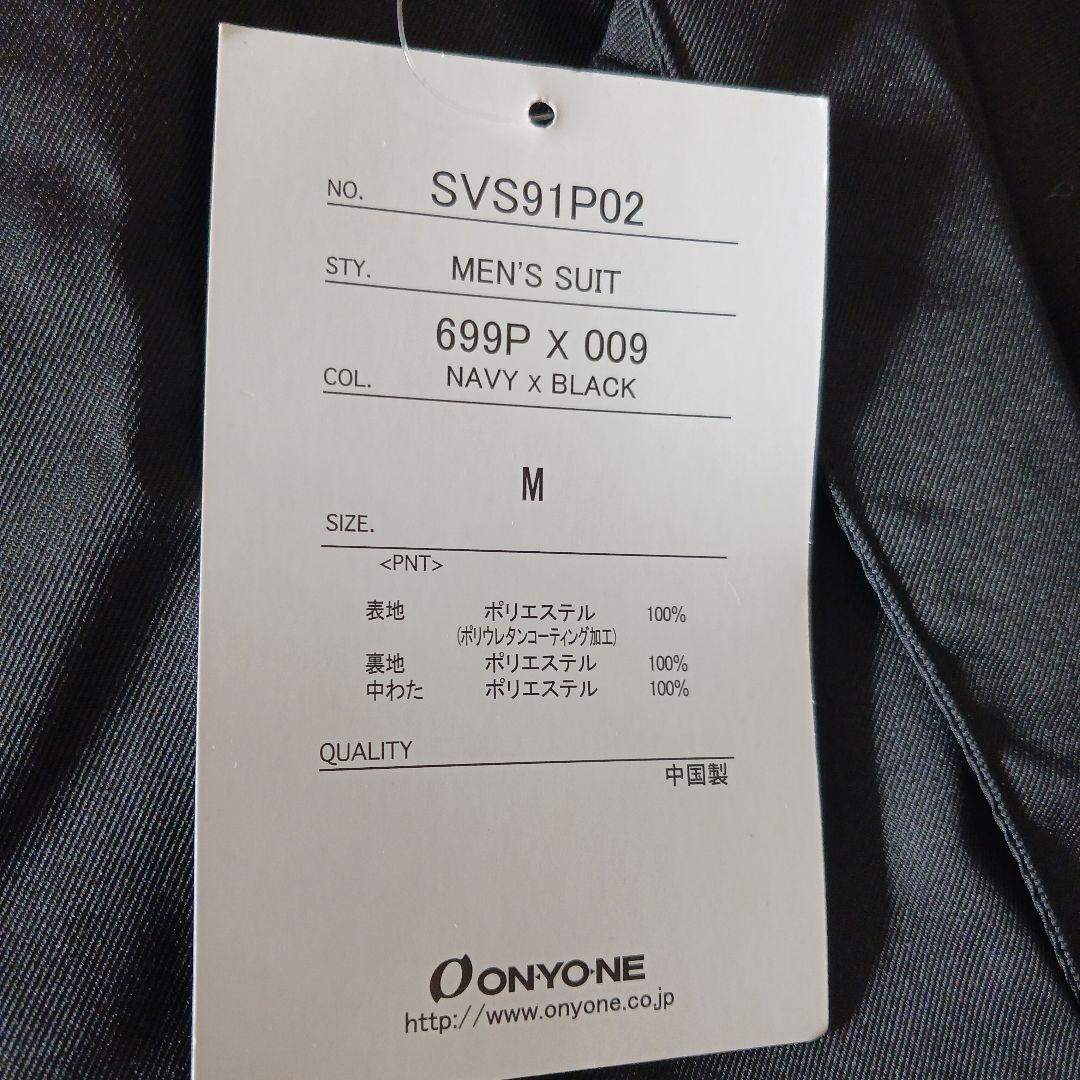 NO. SVS91P02
STY. MEN'S SUIT
699P X 009
COL. NAVY x BLACK
M
SIZE.
<PNT>
表地 ポリエステル 100%
(ポリウレタンコーティング加工)
裏地 ポリエステル 100%
中わた ポリエステル 100%
QUALITY
中国製
ON•YO•NE
http://www.onyone.co.jp